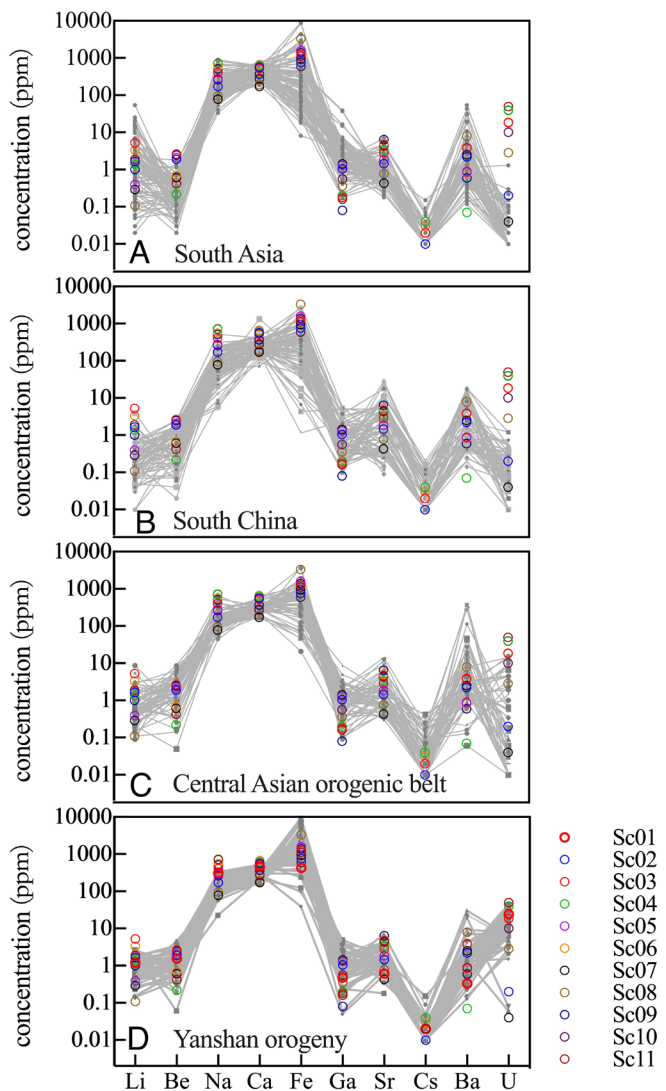 10000
1000
100
10
1
0.1
0.01
concentration (ppm)
A South Asia
10000
1000
100
10
1
0.1
0.01
concentration (ppm)
B South China
10000
1000
100
10
1
0.1
0.01
concentration (ppm)
C Central Asian orogenic belt
10000
1000
100
10
1
0.1
0.01
concentration (ppm)
D Yanshan orogeny
Li Be Na Ca Fe Ga Sr Cs Ba U
Sc01
Sc02
Sc03
Sc04
Sc05
Sc06
Sc07
Sc08
Sc09
Sc10
Sc11